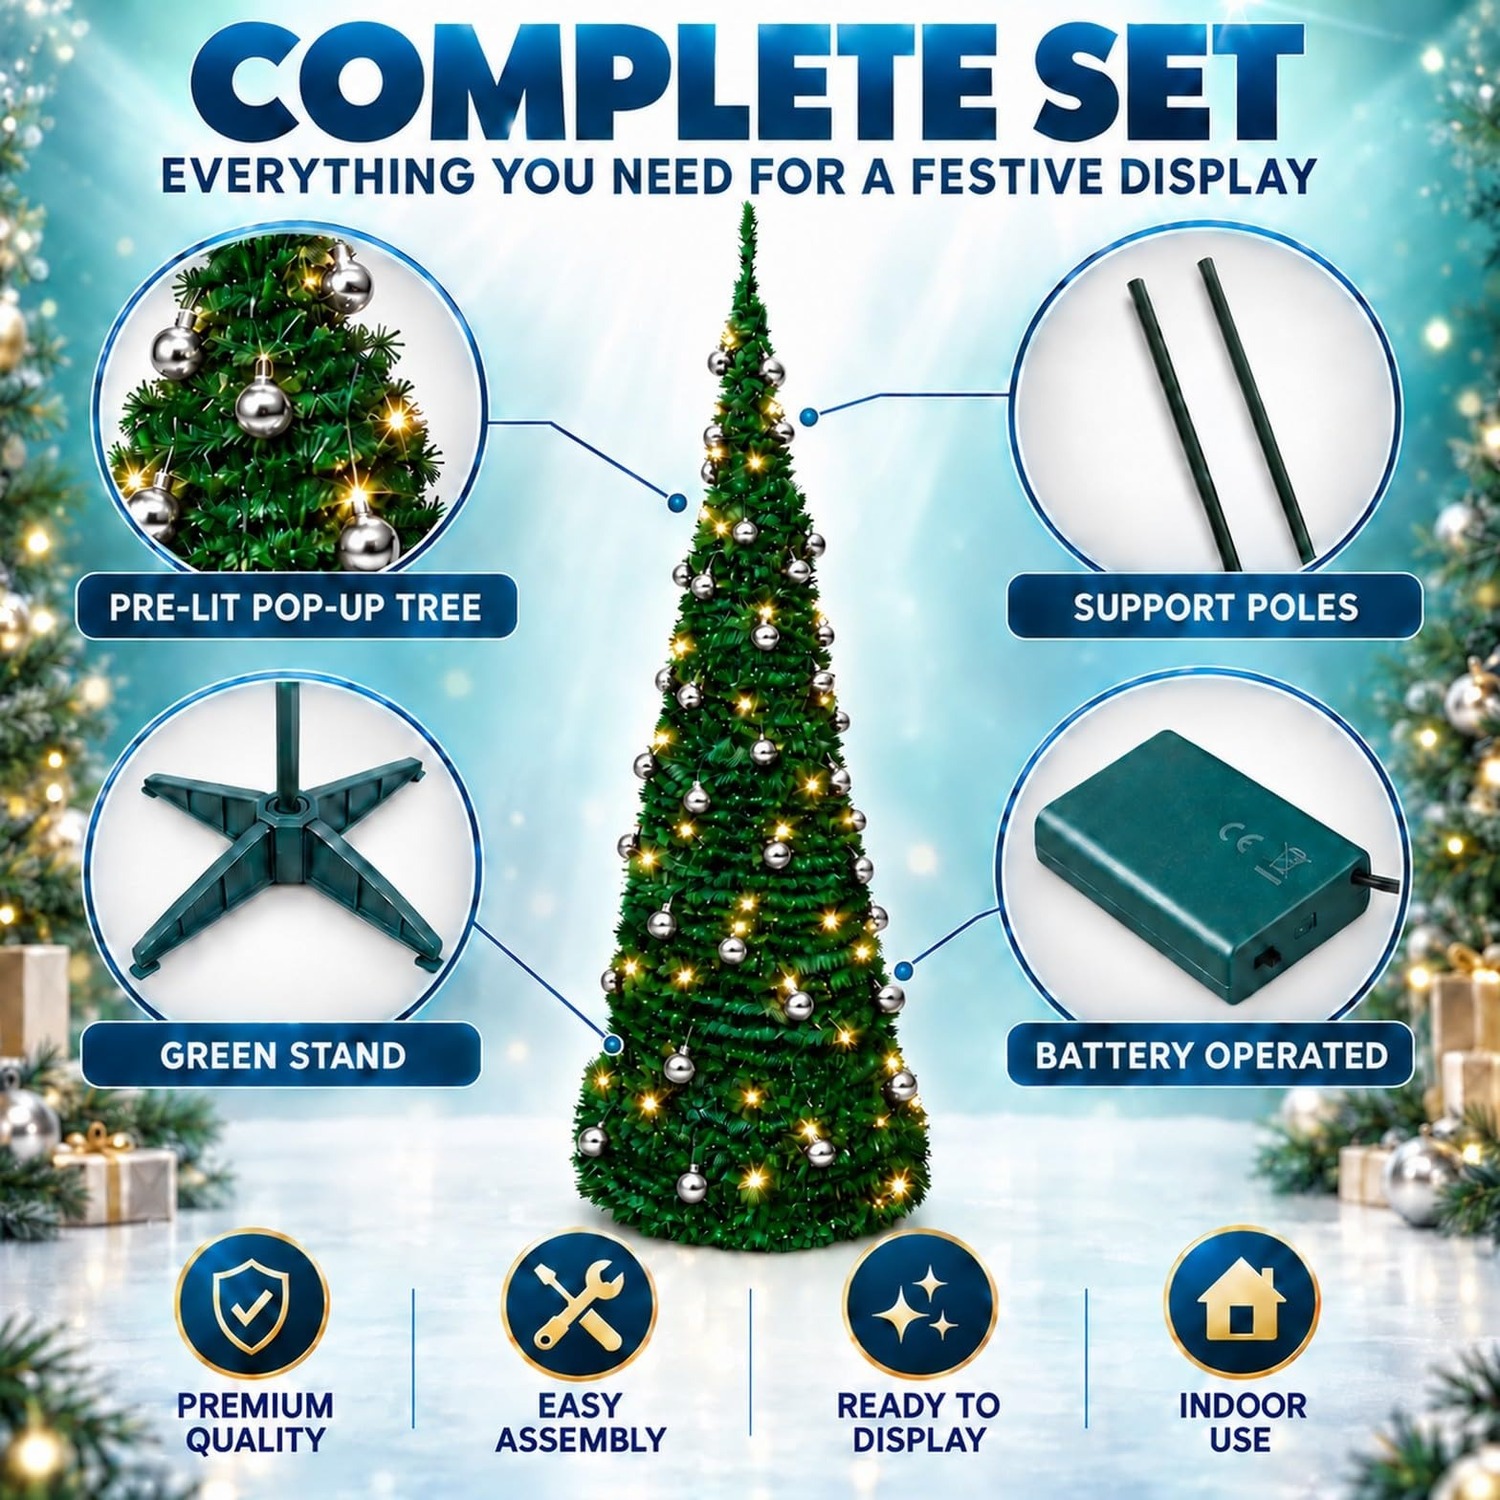 COMPLETE SET
EVERYTHING YOU NEED FOR A FESTIVE DISPLAY
PRE-LIT POP-UP TREE
SUPPORT POLES
GREEN STAND
CE
BATTERY OPERATED
PREMIUM
QUALITY
EASY
ASSEMBLY
READY TO
DISPLAY
INDOOR
USE